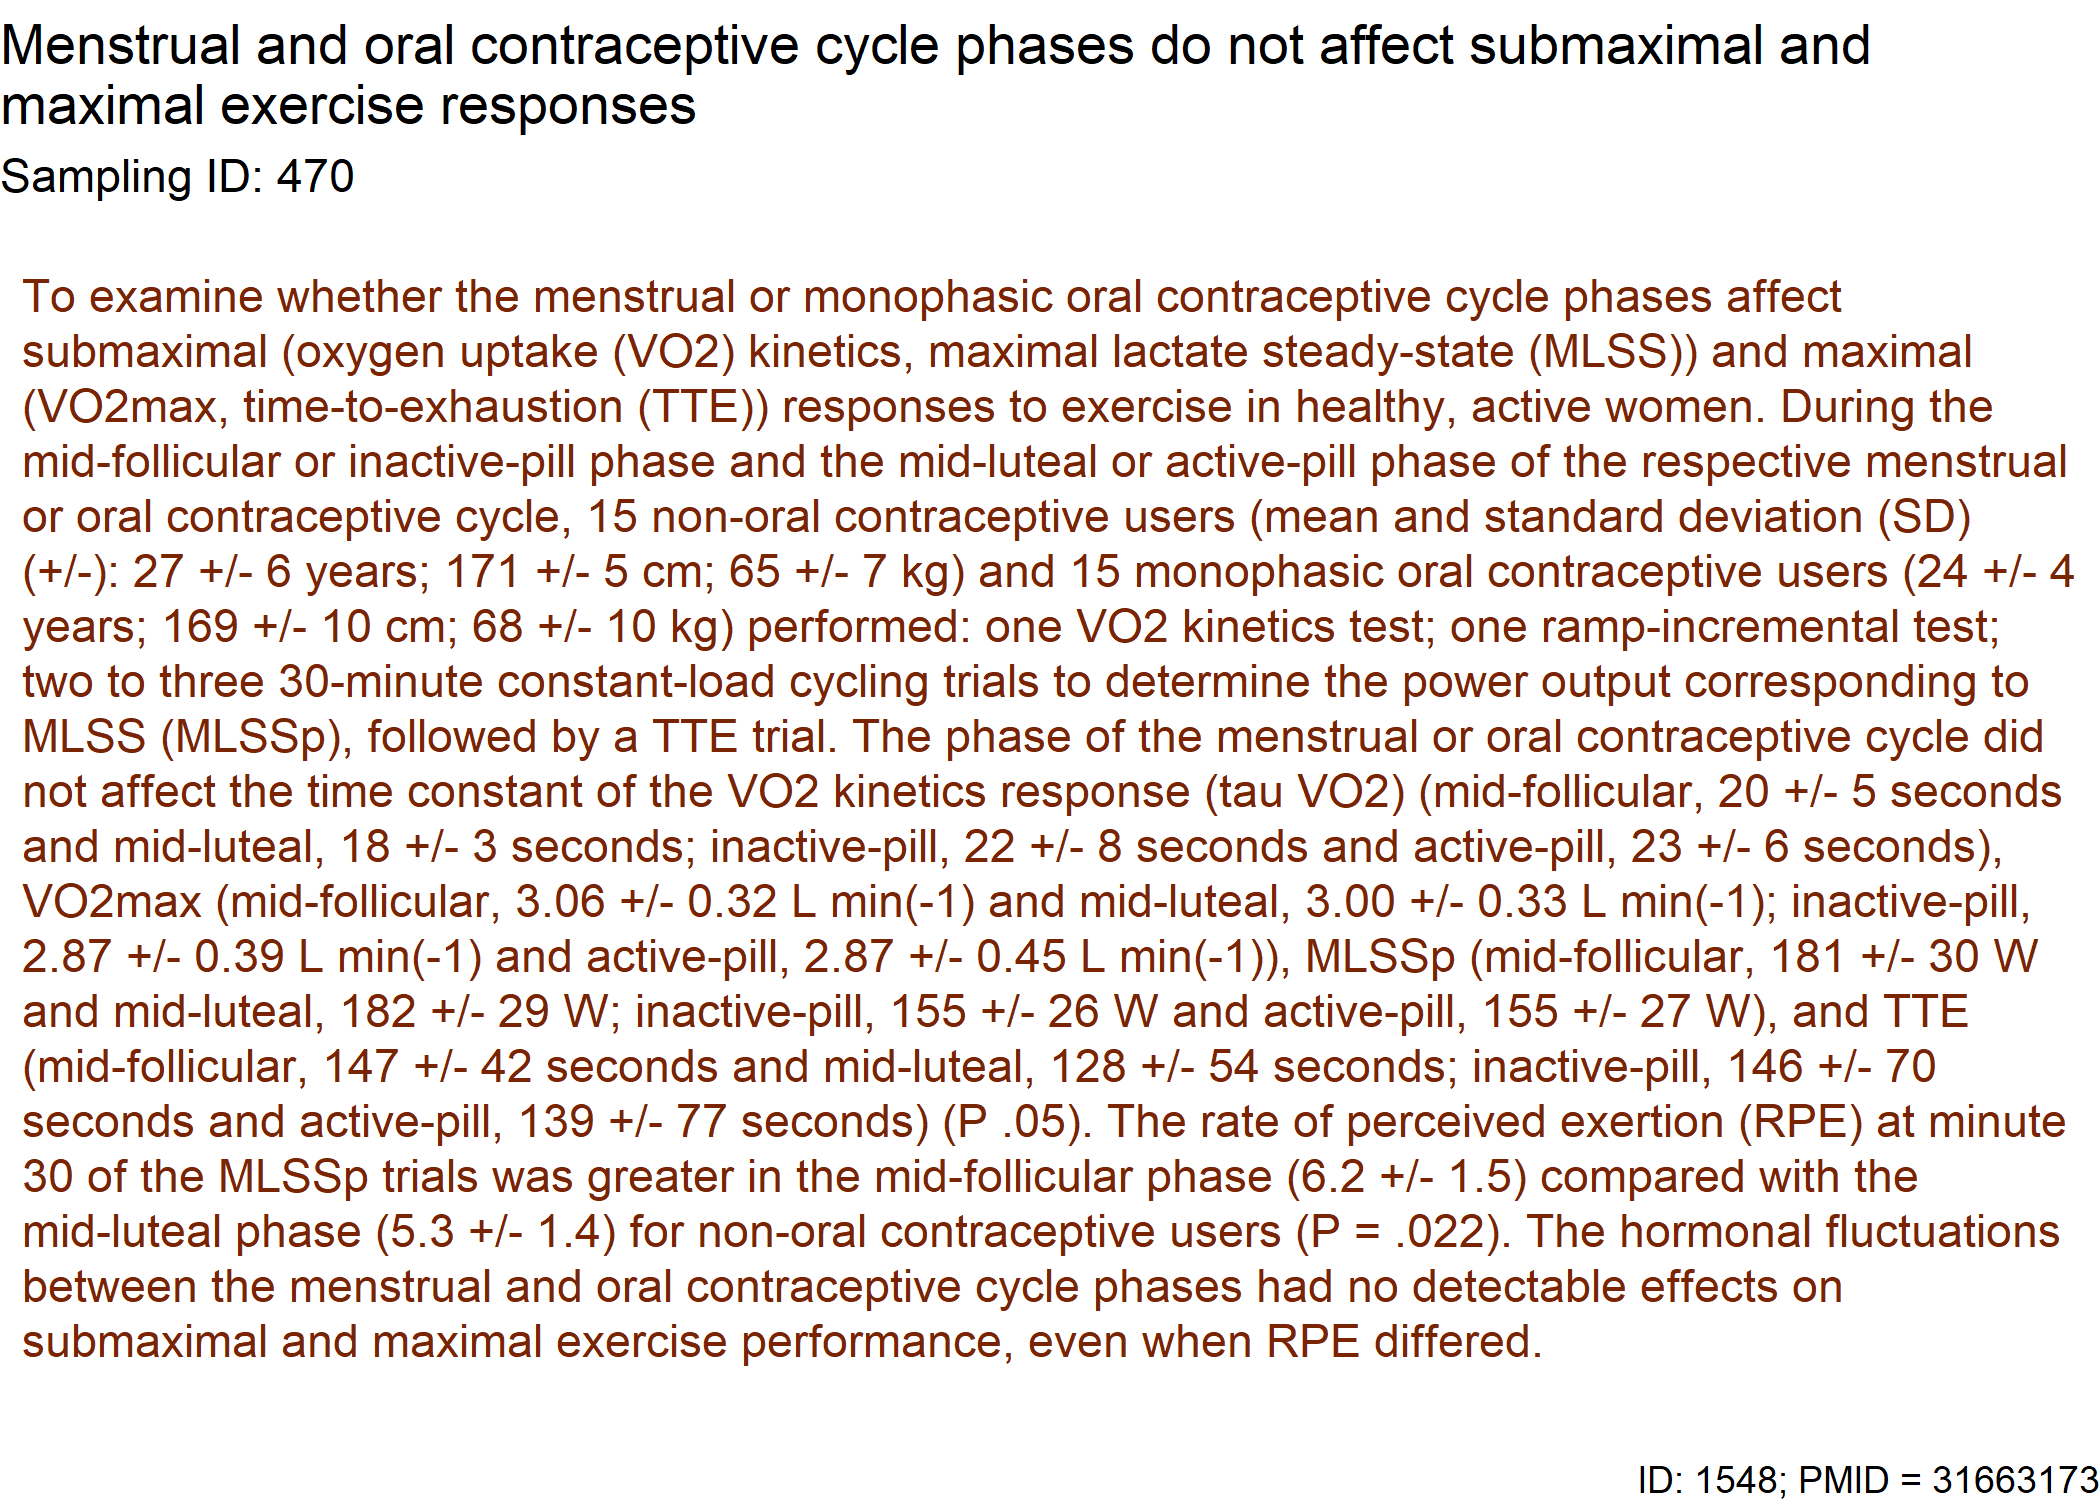 Menstrual and oral contraceptive cycle phases do not affect submaximal and
maximal exercise responses
Sampling ID: 470
To examine whether the menstrual or monophasic oral contraceptive cycle phases affect
submaximal (oxygen uptake (VO2) kinetics, maximal lactate steady-state (MLSS)) and maximal
(VO2max, time-to-exhaustion (TTE)) responses to exercise in healthy, active women. During the
mid-follicular or inactive-pill phase and the mid-luteal or active-pill phase of the respective menstrual
or oral contraceptive cycle, 15 non-oral contraceptive users (mean and standard deviation (SD)
(+/-): 27 +/- 6 years; 171 +/- 5 cm; 65 +/- 7 kg) and 15 monophasic oral contraceptive users (24 +/- 4
years; 169 +/- 10 cm; 68 +/- 10 kg) performed: one VO2 kinetics test; one ramp-incremental test;
two to three 30-minute constant-load cycling trials to determine the power output corresponding to
MLSS (MLSSp), followed by a TTE trial. The phase of the menstrual or oral contraceptive cycle did
not affect the time constant of the VO2 kinetics response (tau VO2) (mid-follicular, 20 +/- 5 seconds
and mid-luteal, 18 +/- 3 seconds; inactive-pill, 22 +/- 8 seconds and active-pill, 23 +/- 6 seconds),
VO2max (mid-follicular, 3.06 +/- 0.32 L min(-1) and mid-luteal, 3.00 +/- 0.33 L min(-1); inactive-pill,
2.87 +/- 0.39 L min(-1) and active-pill, 2.87 +/- 0.45 L min(-1)), MLSSp (mid-follicular, 181 +/- 30 W
and mid-luteal, 182 +/- 29 W; inactive-pill, 155 +/- 26 W and active-pill, 155 +/- 27 W), and TTE
(mid-follicular, 147 +/- 42 seconds and mid-luteal, 128 +/- 54 seconds; inactive-pill, 146 +/- 70
seconds and active-pill, 139 +/- 77 seconds) (P .05). The rate of perceived exertion (RPE) at minute
30 of the MLSSp trials was greater in the mid-follicular phase (6.2 +/- 1.5) compared with the
mid-luteal phase (5.3 +/- 1.4) for non-oral contraceptive users (P = .022). The hormonal fluctuations
between the menstrual and oral contraceptive cycle phases had no detectable effects on
submaximal and maximal exercise performance, even when RPE differed.
ID: 1548; PMID = 31663173